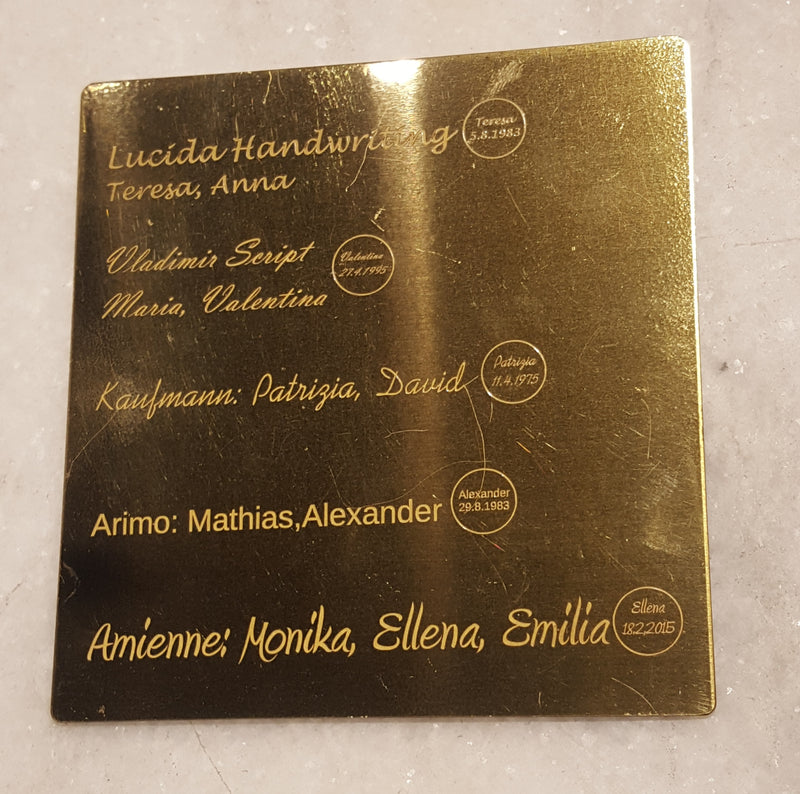 Lucida Handwriting
Teresa
5.8.1983
Teresa, Anna
Vladimir Script
Valentina
27.4.1995
Maria, Valentina
Kaufmann: Patrizia, David
Patrizia
11.4.1975
Arimo: Mathias,Alexander
Alexander
29.8.1983
Amienne: Monika, Ellena, Emilia
Ellena
18.2.2015